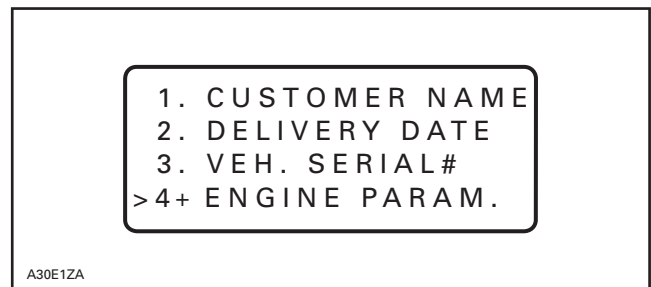 1. CUSTOMER NAME
2. DELIVERY DATE
3. VEH. SERIAL#
>4+ ENGINE PARAM.
A30E1ZA